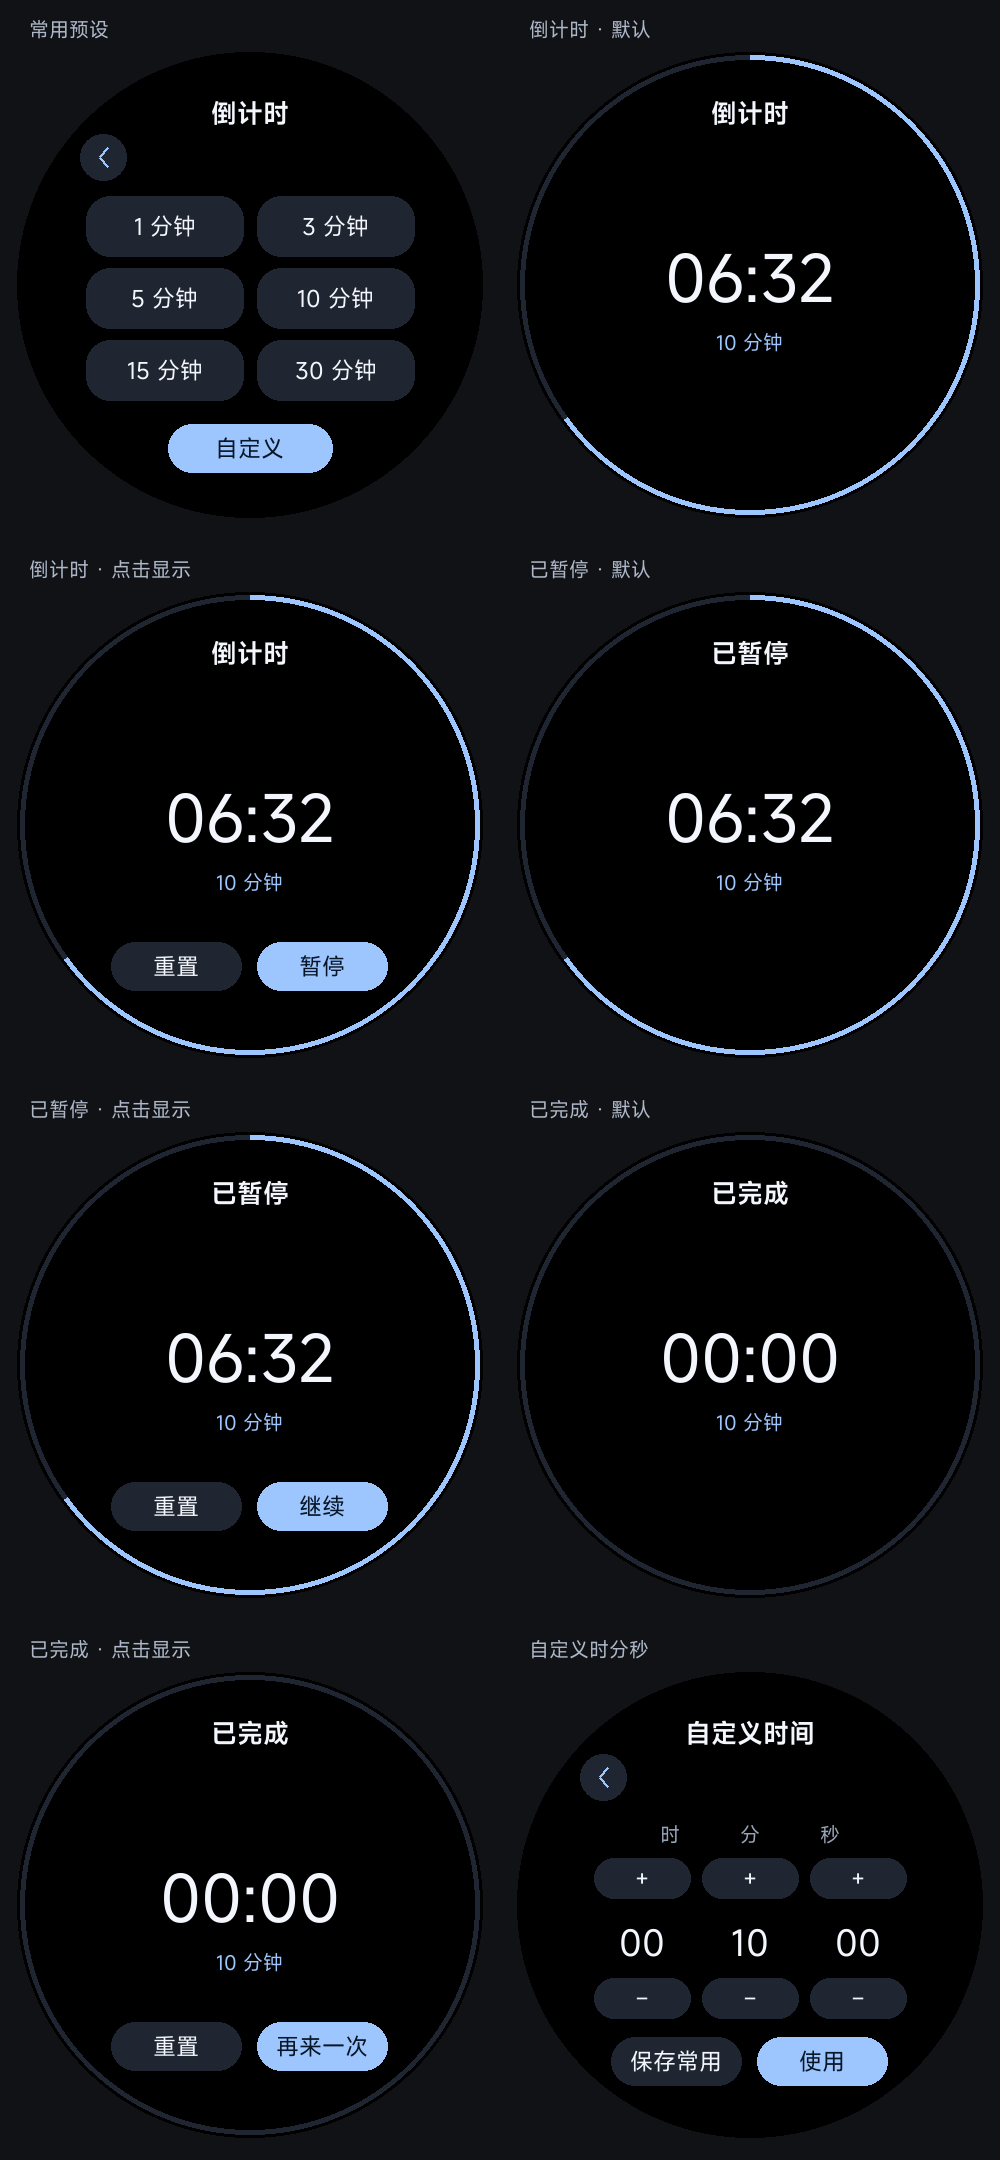 常用预设
倒计时
1 分钟
3 分钟
5 分钟
10 分钟
15 分钟
30 分钟
自定义
倒计时 · 默认
倒计时
06:32
10 分钟
倒计时 · 点击显示
倒计时
06:32
10 分钟
重置
暂停
已暂停 · 默认
已暂停
06:32
10 分钟
已暂停 · 点击显示
已暂停
06:32
10 分钟
重置
继续
已完成 · 默认
已完成
00:00
10 分钟
已完成 · 点击显示
已完成
00:00
10 分钟
重置
再来一次
自定义时分秒
自定义时间
时 分 秒
+ + +
00 10 00
− − −
保存常用
使用